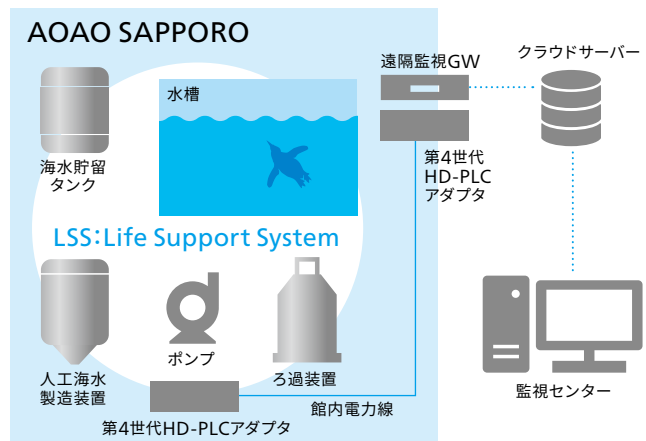 AOAO SAPPORO
遠隔監視GW
クラウドサーバー
水槽
海水貯留
タンク
第4世代
HD-PLC
アダプタ
LSS:Life Support System
人工海水
製造装置
ポンプ
ろ過装置
館内電力線
第4世代HD-PLCアダプタ
監視センター